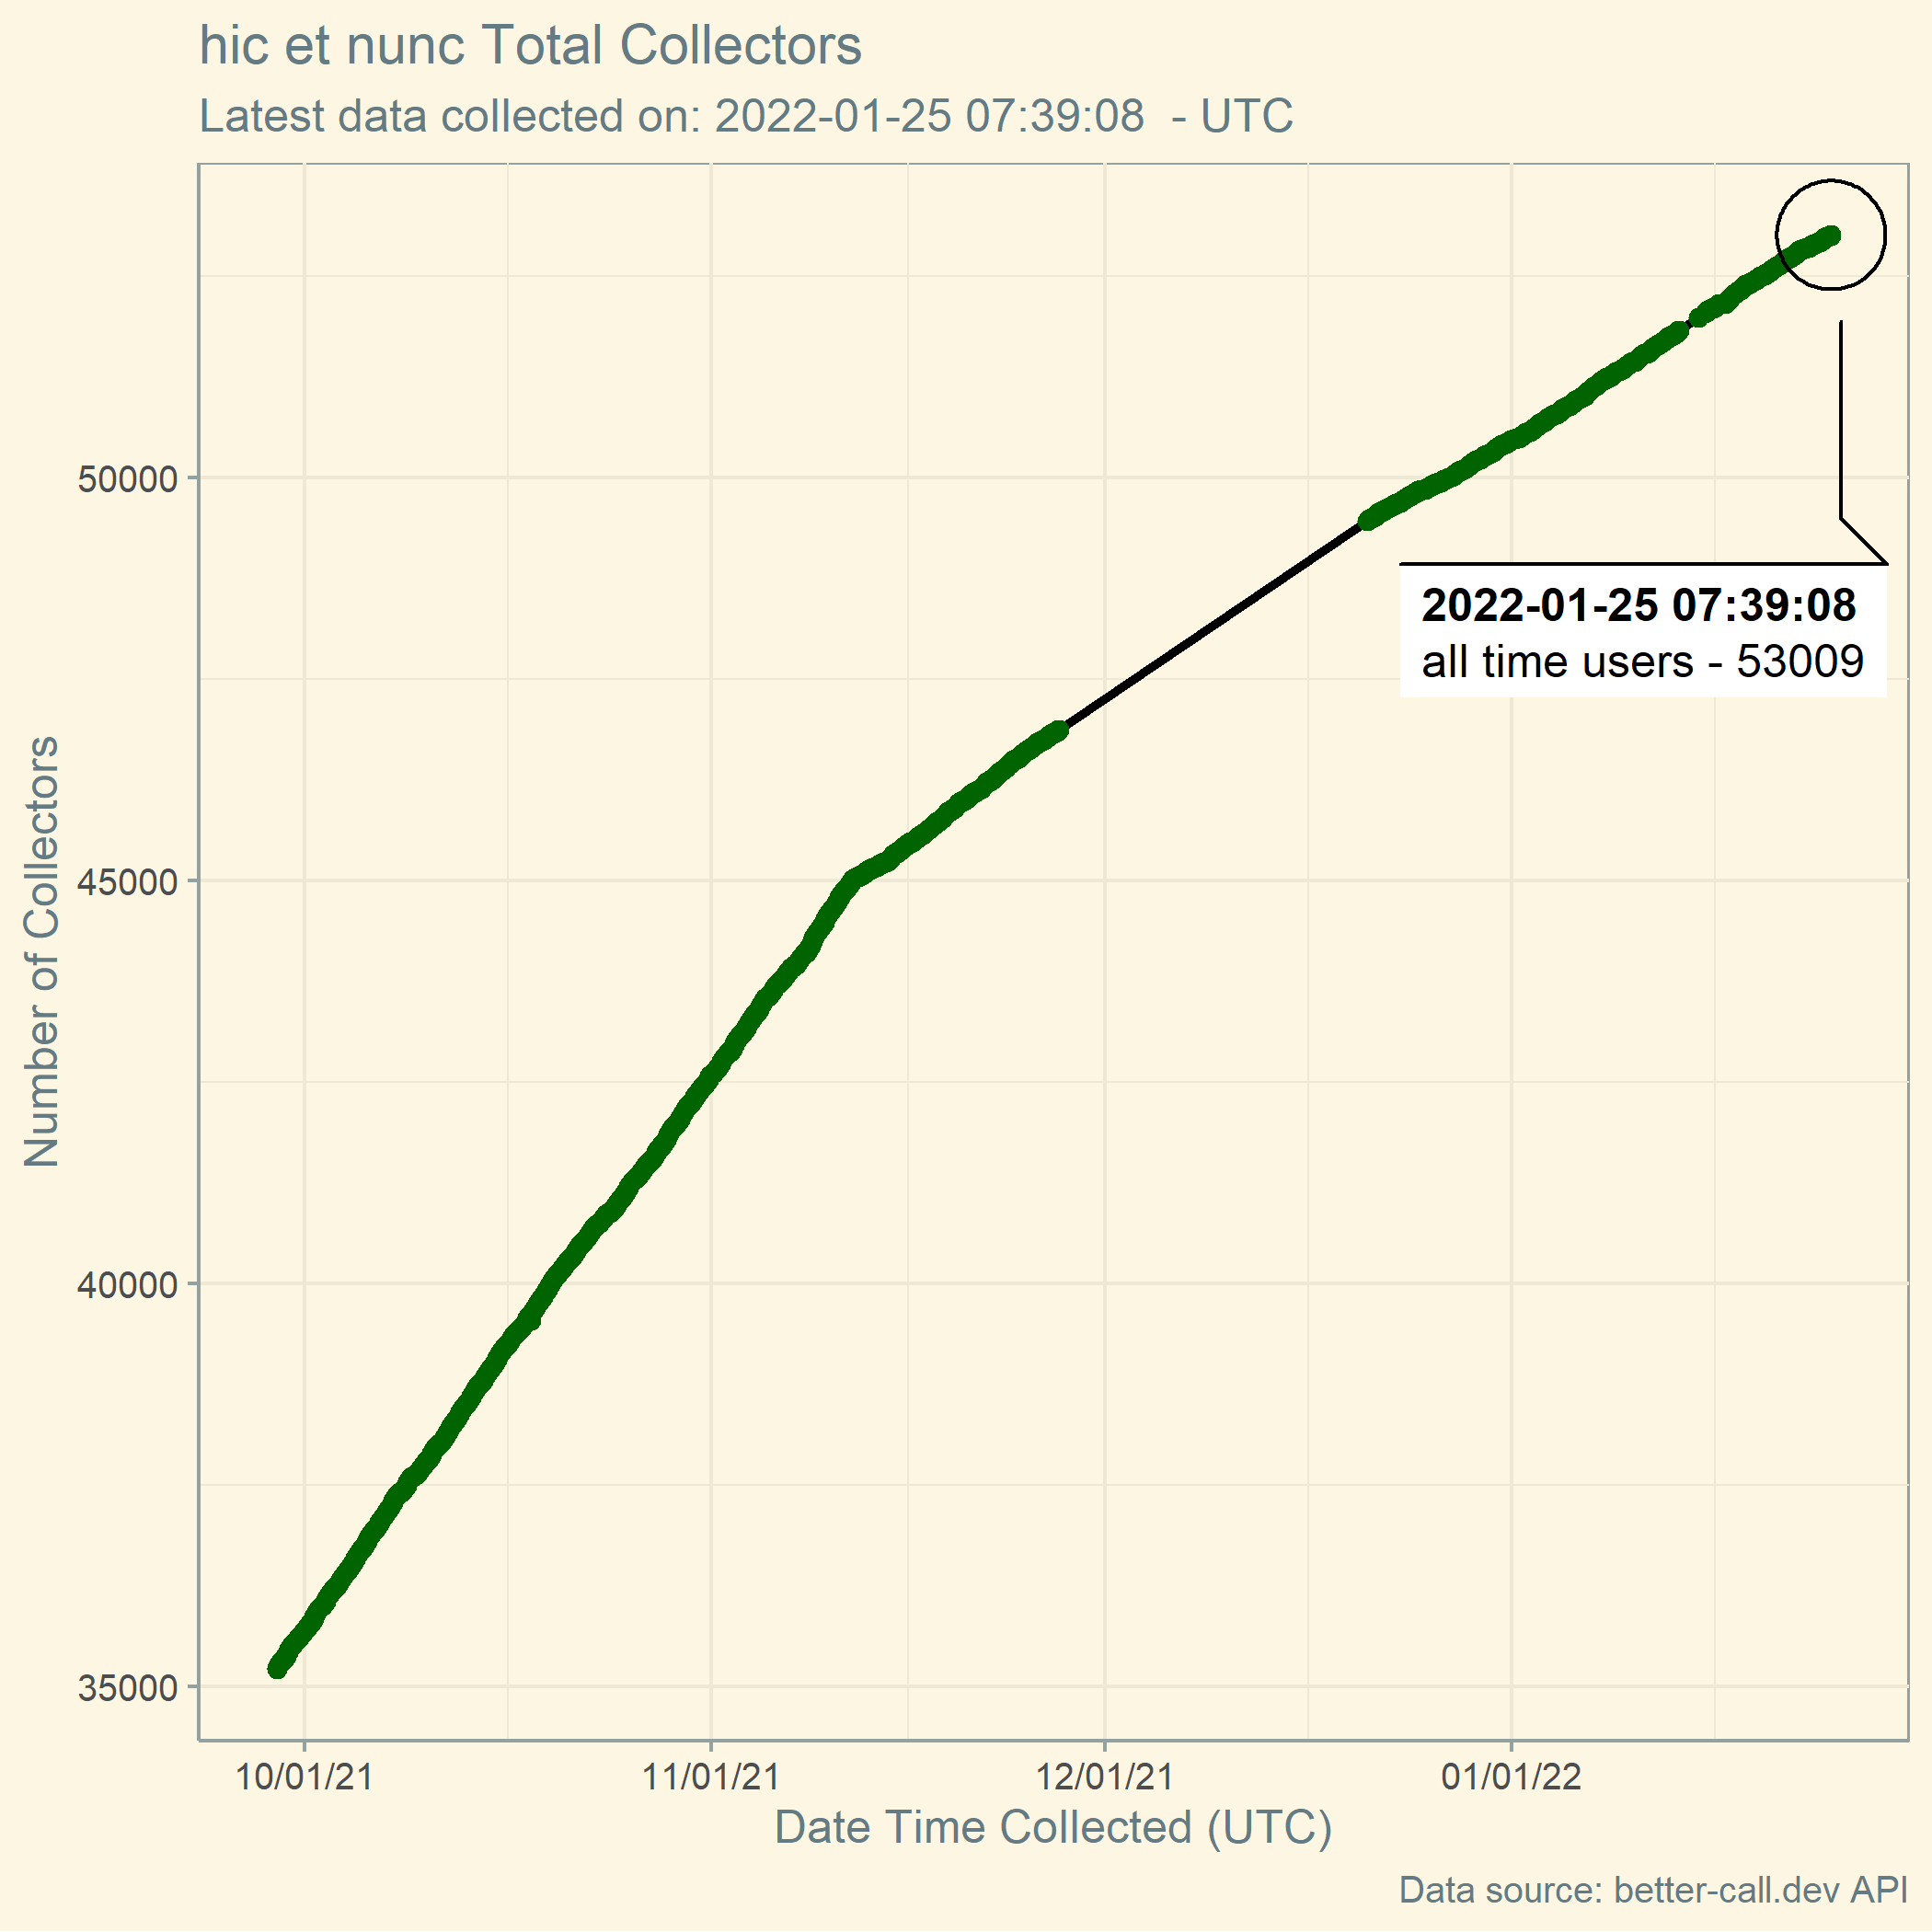 hic et nunc Total Collectors
Latest data collected on: 2022-01-25 07:39:08  - UTC
Number of Collectors
50000
45000
40000
35000
2022-01-25 07:39:08
all time users - 53009
10/01/21 11/01/21 12/01/21 01/01/22
Date Time Collected (UTC)
Data source: better-call.dev API